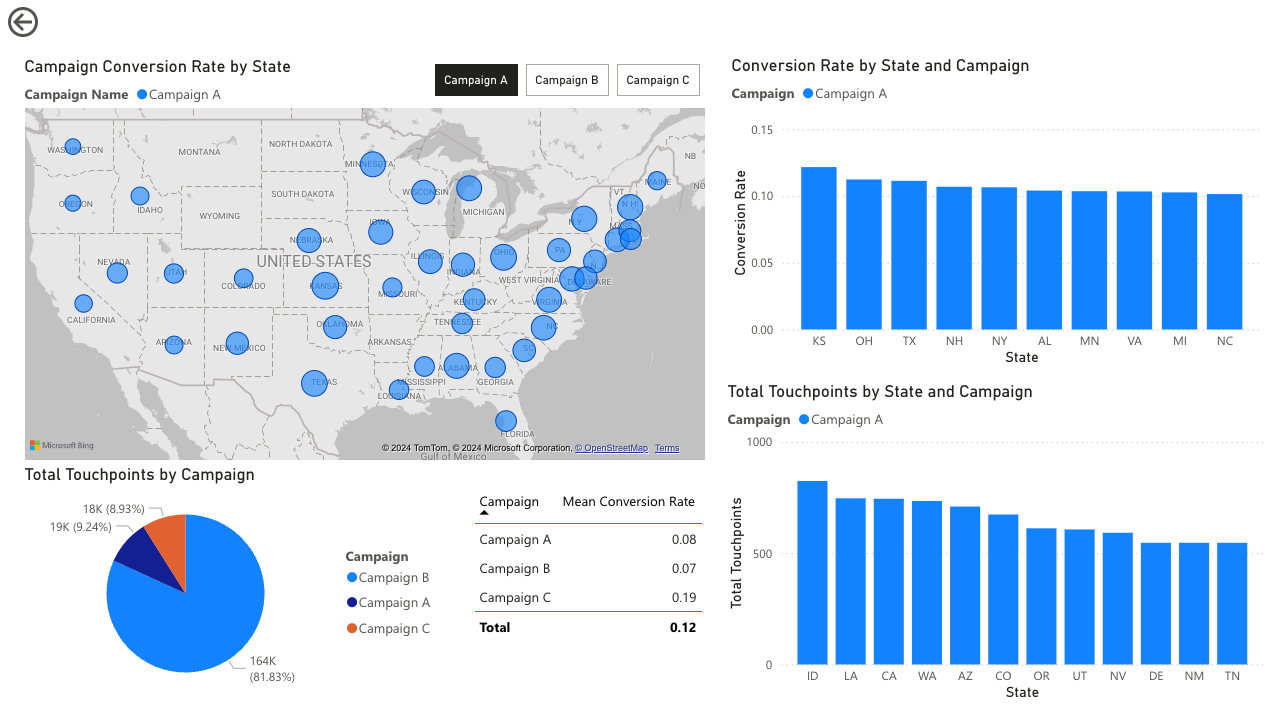 Campaign Conversion Rate by State
Campaign A
Campaign B
Campaign C
Campaign Name Campaign A
WASHINGTON
MONTANA
NORTH DAKOTA
MINNESOTA
NB
OREGON
IDAHO
SOUTH DAKOTA
WISCONSIN
MAINE
VT
NO
WYOMING
MICHIGAN
N H
N Y
IOWA
NEBRASKA
NEVADA
UTAH
UNITED STATES
ILLINOIS
INDIANA
OHIO
PA
COLORADO
KANSAS
MISSOURI
WEST VIRGINIA
DELAWARE
CALIFORNIA
KENTUCKY
VIRGINIA
OKLAHOMA
TENNESSEE
NC
ARIZONA
NEW MEXICO
ARKANSAS
SC
TEXAS
MISSISSIPPI
ALABAMA
GEORGIA
LOUISIANA
FLORIDA
Microsoft Bing
© 2024 TomTom, © 2024 Microsoft Corporation, © OpenStreetMap Terms
Gulf of Mexico
Total Touchpoints by Campaign
18K (8.93%)
19K (9.24%)
164K
(81.83%)
Campaign
Campaign B
Campaign A
Campaign C
Campaign Mean Conversion Rate
Campaign A 0.08
Campaign B 0.07
Campaign C 0.19
Total 0.12
Conversion Rate by State and Campaign
Campaign Campaign A
Conversion Rate
0.15
0.10
0.05
0.00
KS OH TX NH NY AL MN VA MI NC
State
Total Touchpoints by State and Campaign
Campaign Campaign A
Total Touchpoints
1000
500
0
ID LA CA WA AZ CO OR UT NV DE NM TN
State